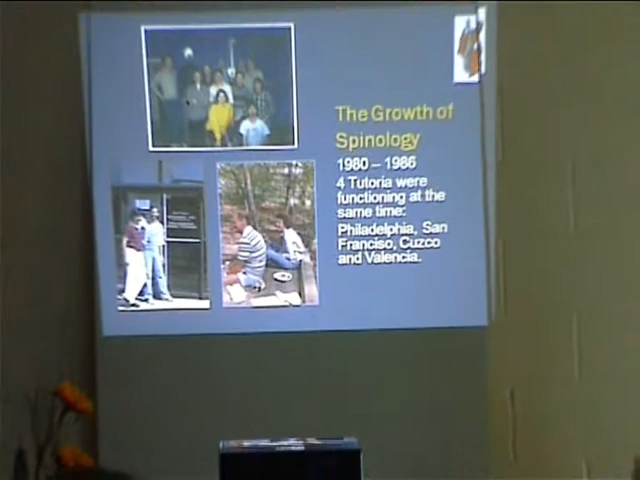 The Growth of
Spinology
1980 – 1986
4 Tutoria were
functioning at the
same time:
Philadelphia, San
Franciso, Cuzco
and Valencia.